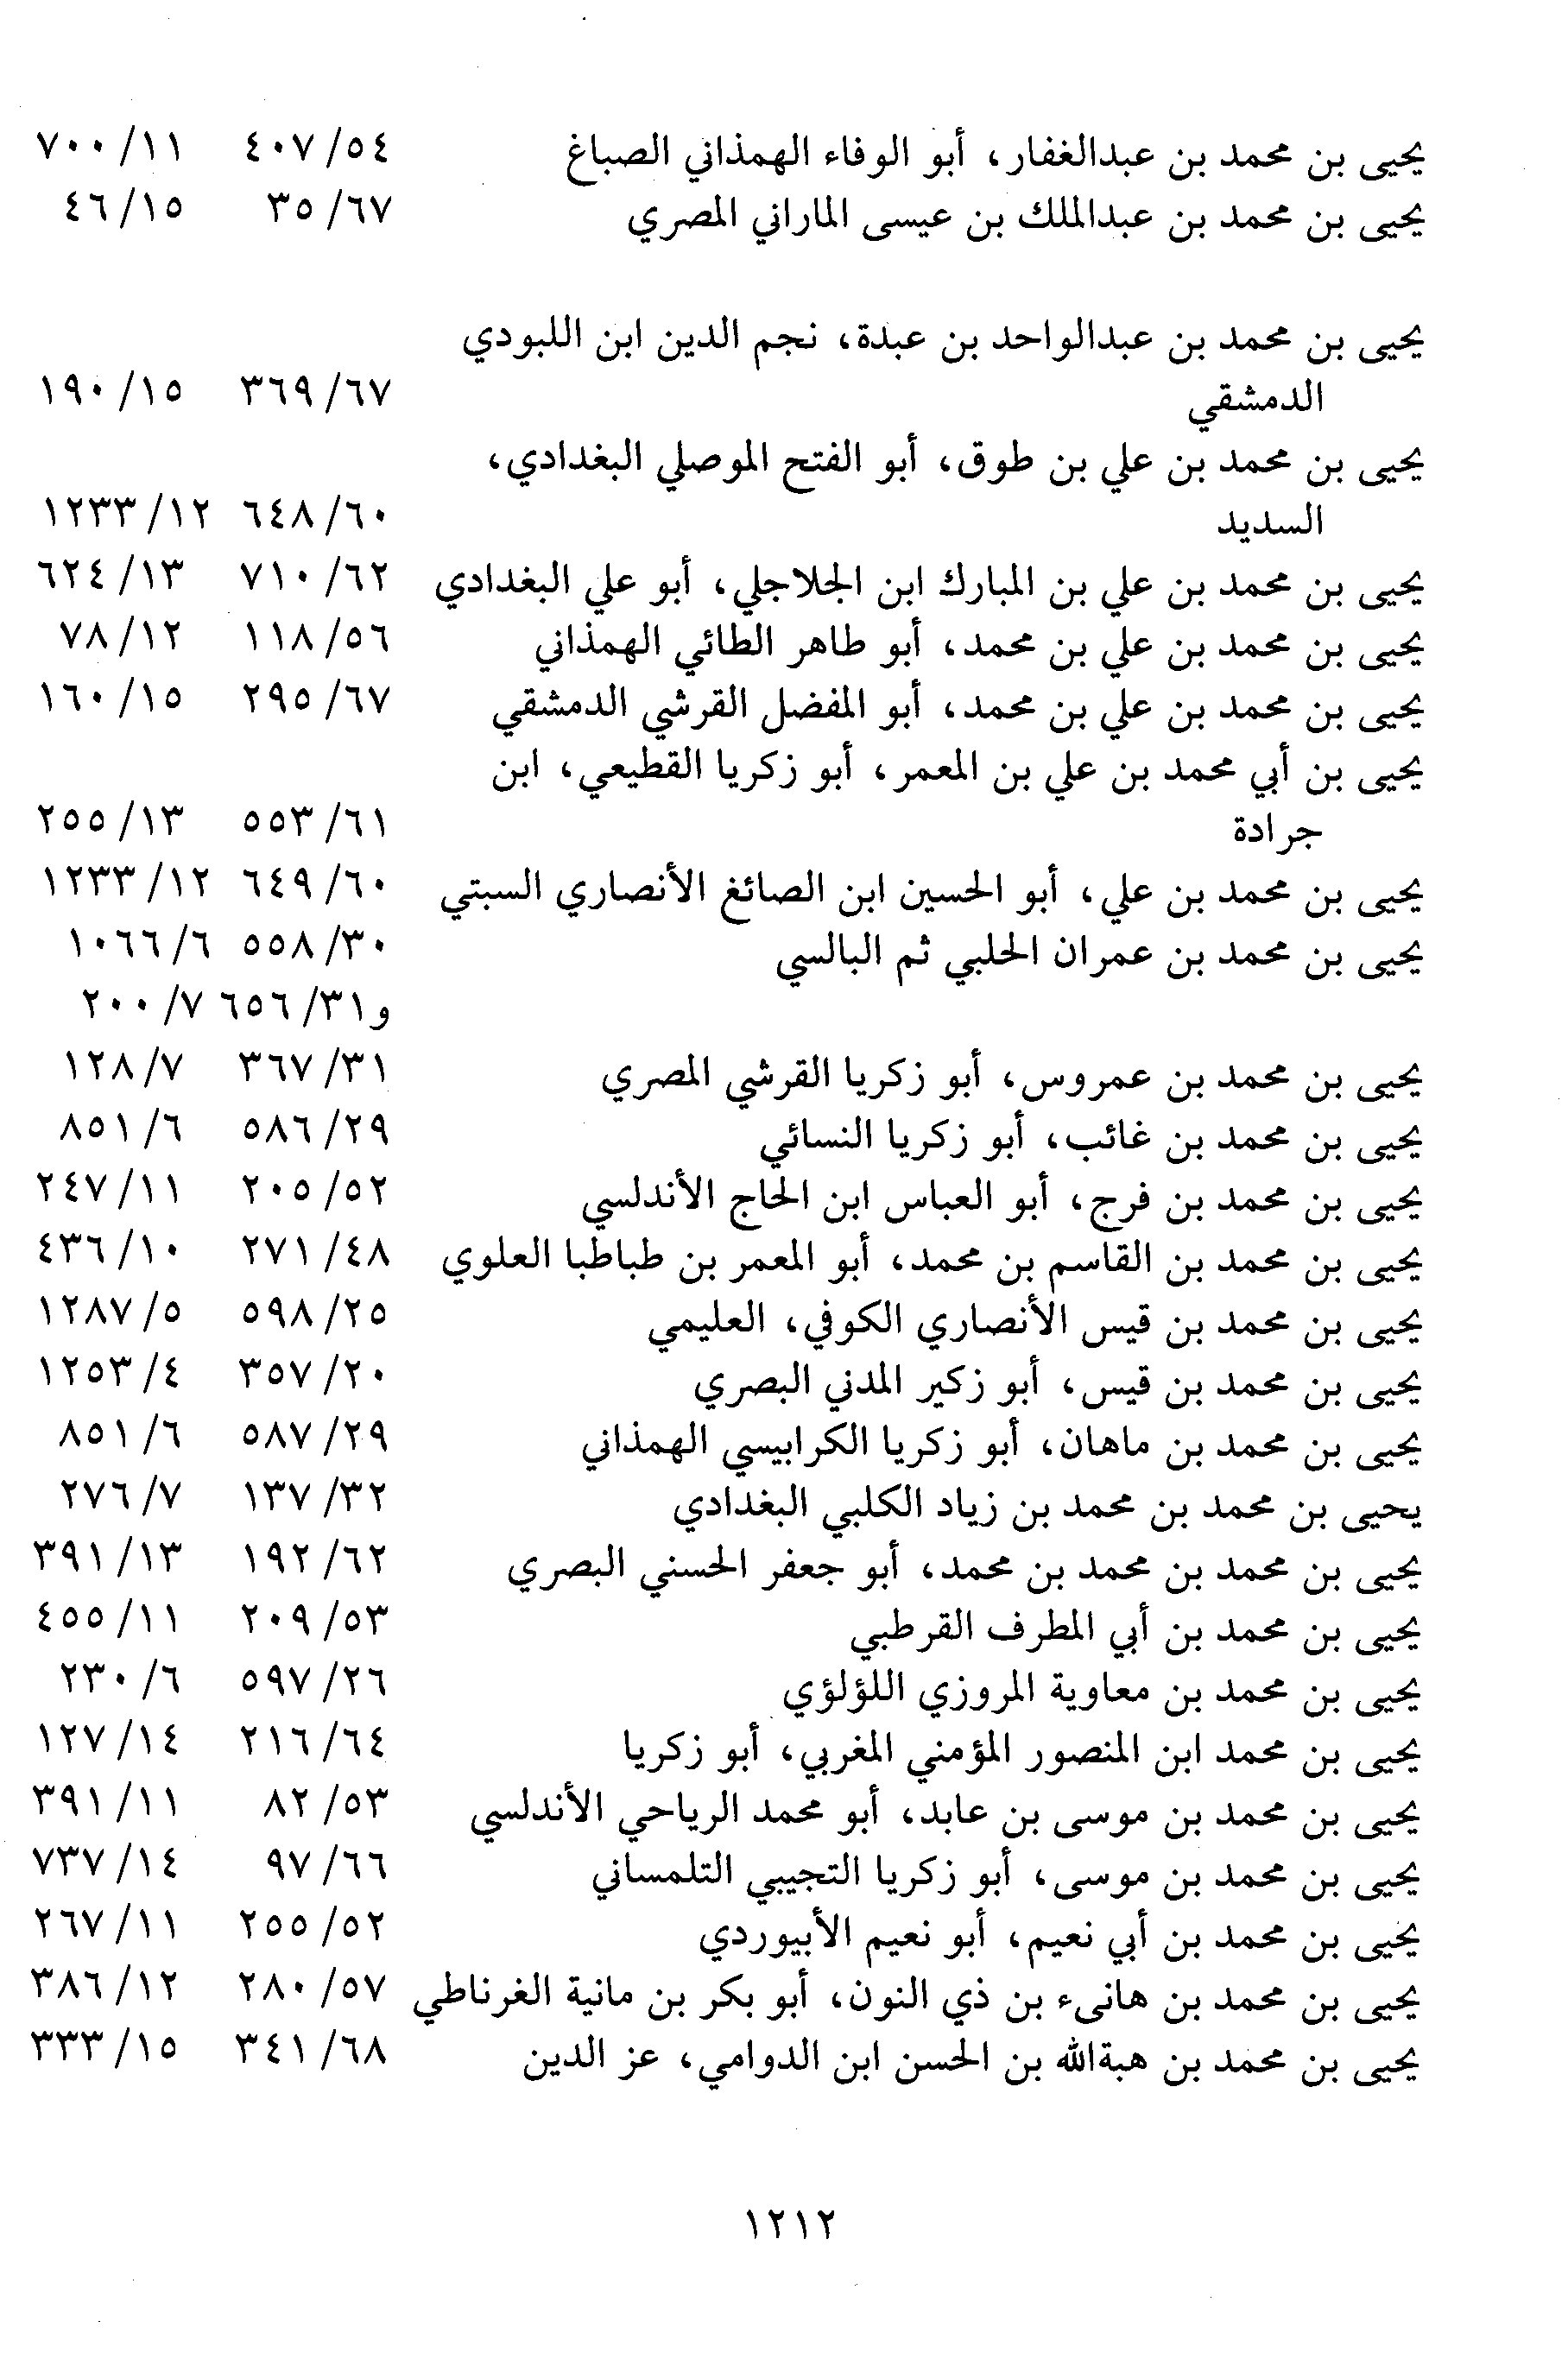 يحيى بن محمد بن عبدالغفار، أبو الوفاء الهمذاني الصباغ ٤٠٧/٥٤ ٧٠٠/١١
يحيى بن محمد بن عبدالملك بن عيسى الماراني المصري ٣٥/٦٧ ٤٦/١٥
يحيى بن محمد بن عبدالواحد بن عبدة، نجم الدين ابن اللبودي
الدمشقي ٣٦٩/٦٧ ١٩٠/١٥
يحيى بن محمد بن علي بن طوق، أبو الفتح الموصلي البغدادي،
السديد ٦٤٨/٦٠ ١٢٣٣/١٢
يحيى بن محمد بن علي بن المبارك ابن الجلاجلي، أبو علي البغدادي ٧١٠/٦٢ ٦٢٤/١٣
يحيى بن محمد بن علي بن محمد، أبو طاهر الطائي الهمذاني ١١٨/٥٦ ٧٨/١٢
يحيى بن محمد بن علي بن محمد، أبو المفضل القرشي الدمشقي ٢٩٥/٦٧ ١٦٠/١٥
يحيى بن أبي محمد بن علي بن المعمر، أبو زكريا القطيعي، ابن
جرادة ٥٥٣/٦١ ٢٥٥/١٣
يحيى بن محمد بن علي، أبو الحسين ابن الصائغ الأنصاري السبتي ٦٤٩/٦٠ ١٢٣٣/١٢
يحيى بن محمد بن عمران الحلبي ثم البالسي ٥٥٨/٣٠ ١٠٦٦/٦
و٦٥٦/٣١ ٢٠٠/٧
يحيى بن محمد بن عمروس، أبو زكريا القرشي المصري ٣٦٧/٣١ ١٢٨/٧
يحيى بن محمد بن غائب، أبو زكريا النسائي ٥٨٦/٢٩ ٨٥١/٦
يحيى بن محمد بن فرج، أبو العباس ابن الحاج الأندلسي ٢٠٥/٥٢ ٢٤٧/١١
يحيى بن محمد بن القاسم بن محمد، أبو المعمر بن طباطبا العلوي ٢٧١/٤٨ ٤٣٦/١٠
يحيى بن محمد بن قيس الأنصاري الكوفي، العليمي ٥٩٨/٢٥ ١٢٨٧/٥
يحيى بن محمد بن قيس، أبو زكير المدني البصري ٣٥٧/٢٠ ١٢٥٣/٤
يحيى بن محمد بن ماهان، أبو زكريا الكرابيسي الهمذاني ٥٨٧/٢٩ ٨٥١/٦
يحيى بن محمد بن محمد بن زياد الكلبي البغدادي ١٣٧/٣٢ ٢٧٦/٧
يحيى بن محمد بن محمد بن محمد، أبو جعفر الحسني البصري ١٩٢/٦٢ ٣٩١/١٣
يحيى بن محمد بن أبي المطرف القرطبي ٢٠٩/٥٣ ٤٥٥/١١
يحيى بن محمد بن معاوية المروزي اللؤلؤي ٥٩٧/٢٦ ٢٣٠/٦
يحيى بن محمد ابن المنصور المؤمني المغربي، أبو زكريا ٢١٦/٦٤ ١٢٧/١٤
يحيى بن محمد بن موسى بن عابد، أبو محمد الرياحي الأندلسي ٨٢/٥٣ ٣٩١/١١
يحيى بن محمد بن موسى، أبو زكريا التجيبي التلمساني ٩٧/٦٦ ٧٣٧/١٤
يحيى بن محمد بن أبي نعيم، أبو نعيم الأبيوردي ٢٥٥/٥٢ ٢٦٧/١١
يحيى بن محمد بن هانىء بن ذي النون، أبو بكر بن مانية الغرناطي ٢٨٠/٥٧ ٣٨٦/١٢
يحيى بن محمد بن هبةالله بن الحسن ابن الدوامي، عز الدين ٣٤١/٦٨ ٣٣٣/١٥
١٢١٢